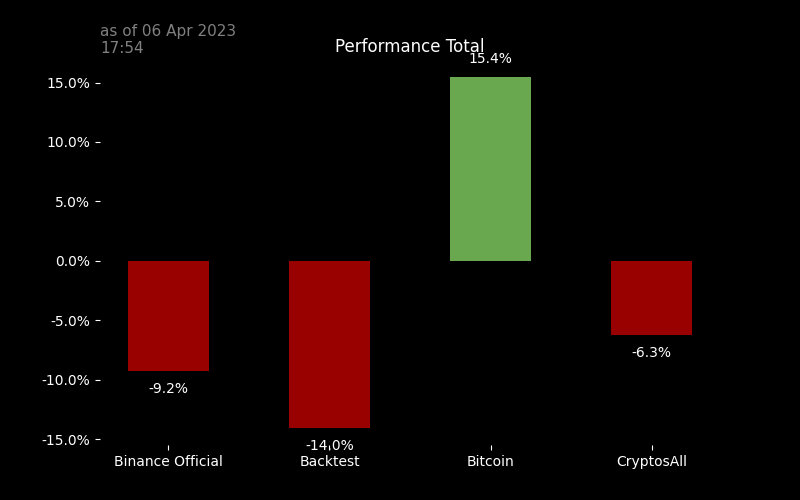 as of 06 Apr 2023
17:54
Performance Total
15.4%
15.0%
10.0%
5.0%
0.0%
-5.0%
-6.3%
-10.0%
-9.2%
-15.0%
-14.0%
Binance Official
Backtest
Bitcoin
CryptosAll